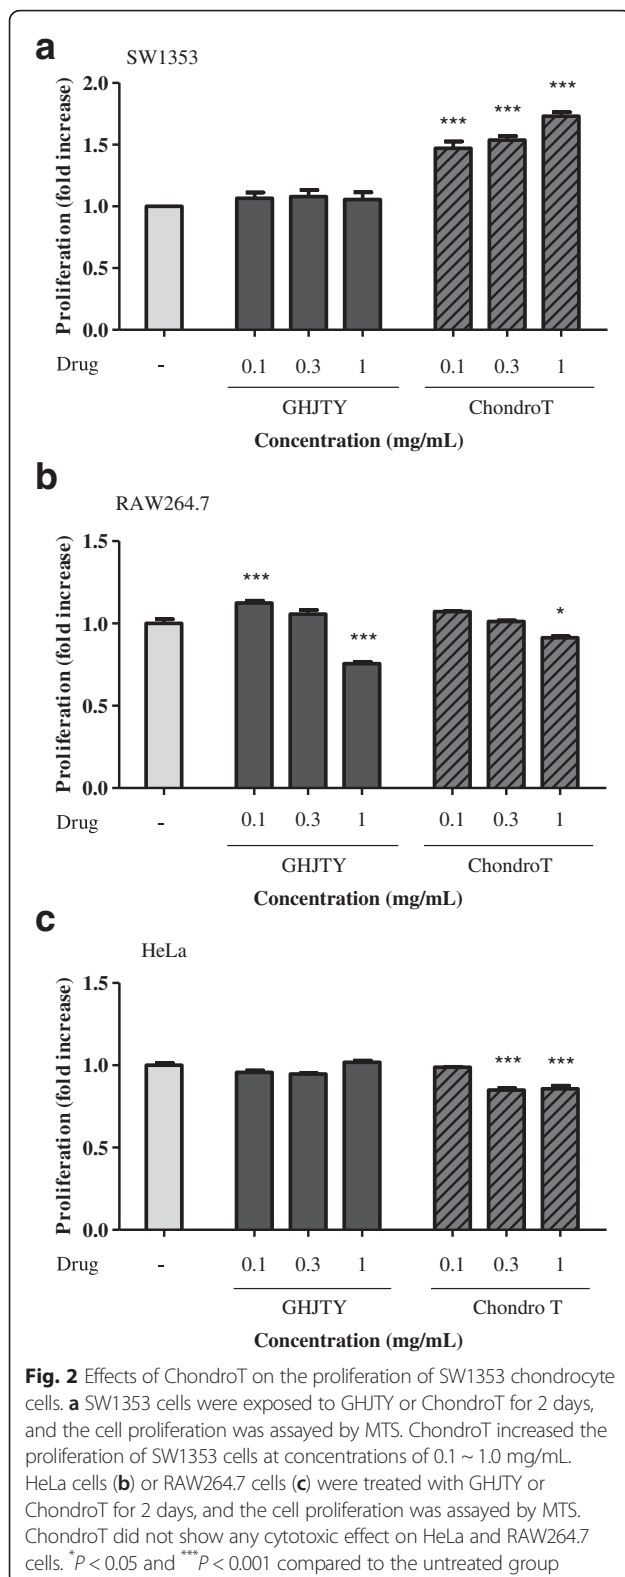 a
SW1353
Proliferation (fold increase)
2.0
1.5
1.0
0.5
0.0
*** *** ***
Drug - 0.1 0.3 1 0.1 0.3 1
GHJTY ChondroT
Concentration (mg/mL)
b
RAW264.7
Proliferation (fold increase)
1.5
1.0
0.5
0.0
*** *** *
Drug - 0.1 0.3 1 0.1 0.3 1
GHJTY ChondroT
Concentration (mg/mL)
c
HeLa
Proliferation (fold increase)
1.5
1.0
0.5
0.0
*** ***
Drug - 0.1 0.3 1 0.1 0.3 1
GHJTY Chondro T
Concentration (mg/mL)
Fig. 2 Effects of ChondroT on the proliferation of SW1353 chondrocyte
cells. a SW1353 cells were exposed to GHJTY or ChondroT for 2 days,
and the cell proliferation was assayed by MTS. ChondroT increased the
proliferation of SW1353 cells at concentrations of 0.1 ~ 1.0 mg/mL.
HeLa cells (b) or RAW264.7 cells (c) were treated with GHJTY or
ChondroT for 2 days, and the cell proliferation was assayed by MTS.
ChondroT did not show any cytotoxic effect on HeLa and RAW264.7
cells. *P < 0.05 and ***P < 0.001 compared to the untreated group